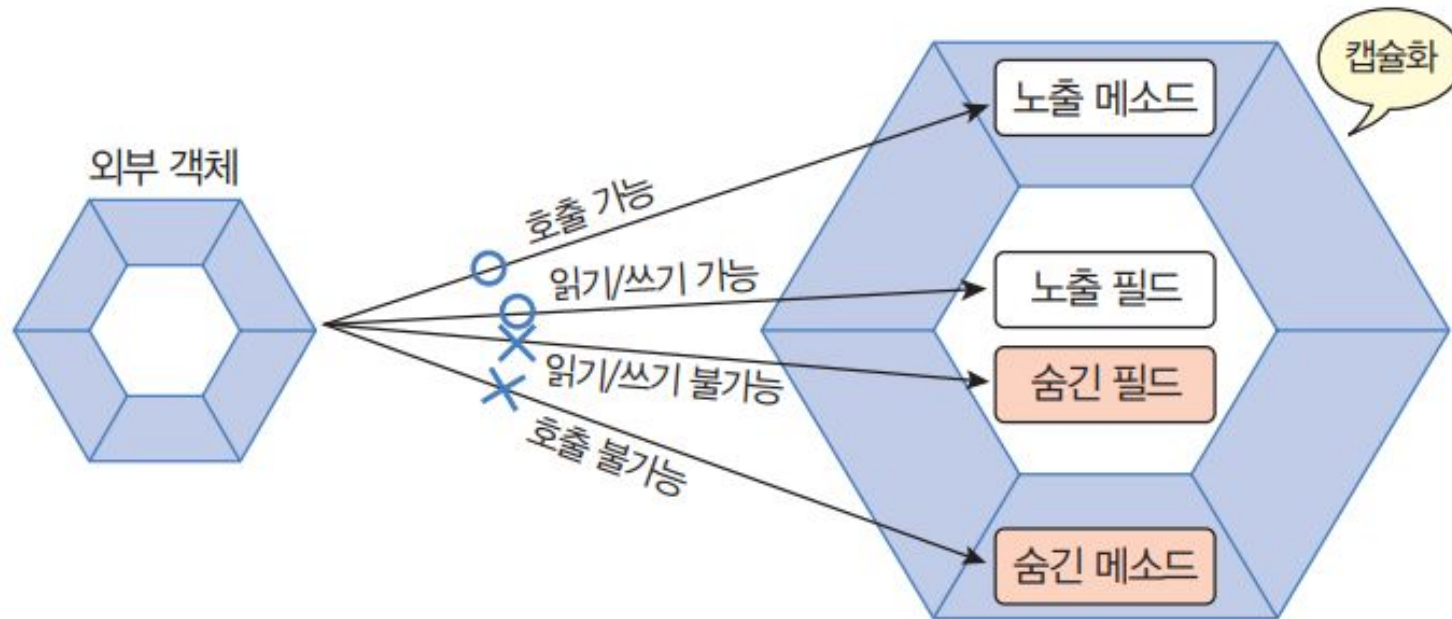 캡슐화
노출 메소드
외부 객체
호출 가능
읽기/쓰기 가능
노출 필드
읽기/쓰기 불가능
숨긴 필드
호출 불가능
숨긴 메소드